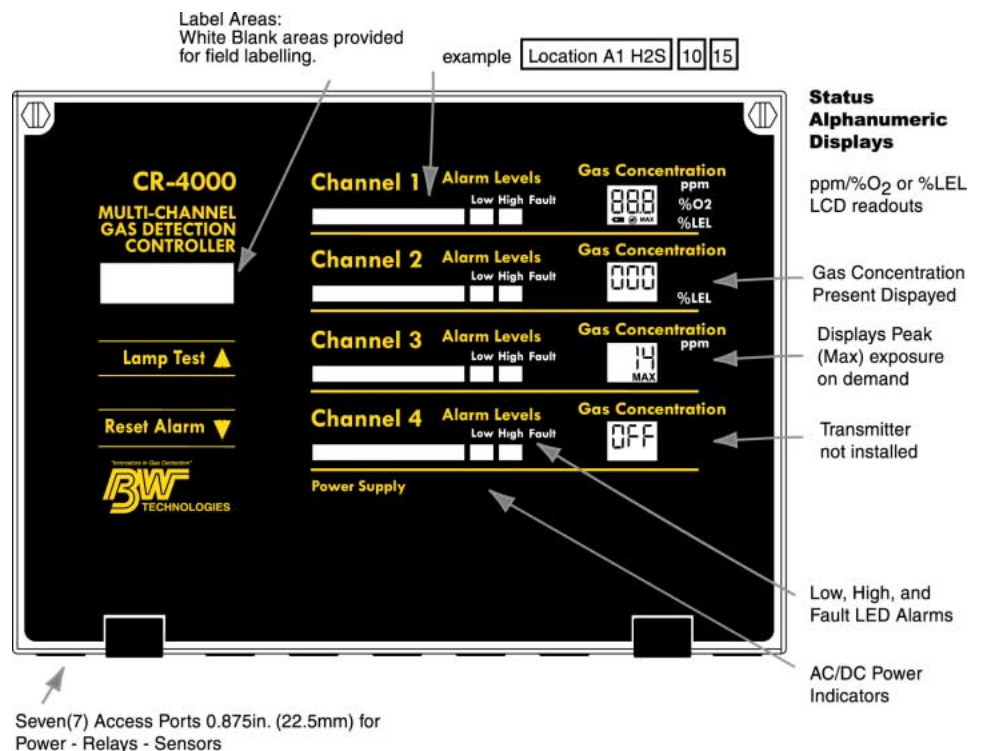 Label Areas:
White Blank areas provided
for field labelling.
example Location A1 H2S 10 15
CR-4000
MULTI-CHANNEL
GAS DETECTION
CONTROLLER
Lamp Test
Reset Alarm
"Innovators in Gas Detection"
BW
TECHNOLOGIES
Channel 1 Alarm Levels Gas Concentration
Low High Fault
88.8 ppm
%O2
MAX %LEL
Channel 2 Alarm Levels Gas Concentration
Low High Fault
000
%LEL
Channel 3 Alarm Levels Gas Concentration
Low High Fault ppm
14
MAX
Channel 4 Alarm Levels Gas Concentration
Low High Fault
OFF
Power Supply
Status
Alphanumeric
Displays
ppm/%O2 or %LEL
LCD readouts
Gas Concentration
Present Dispayed
Displays Peak
(Max) exposure
on demand
Transmitter
not installed
Low, High, and
Fault LED Alarms
AC/DC Power
Indicators
Seven(7) Access Ports 0.875in. (22.5mm) for
Power - Relays - Sensors